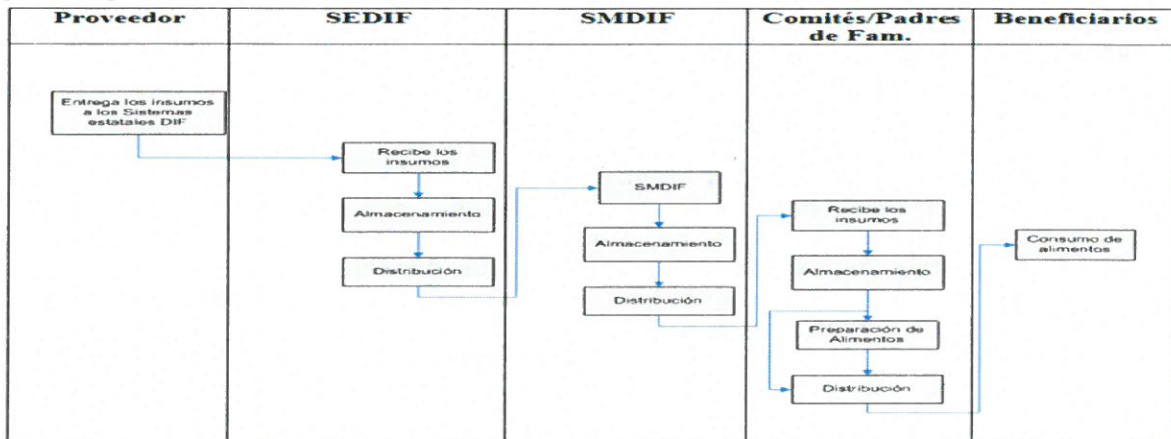 Proveedor
SEDIF
SMDIF
Comités/Padres
de Fam.
Beneficiarios
Entrega los insumos
a los Sistemas
estatales DIF
Recibe los
insumos
Almacenamiento
Distribución
SMDIF
Almacenamiento
Distribución
Recibe los
insumos
Almacenamiento
Preparación de
Alimentos
Distribución
Consumo de
alimentos